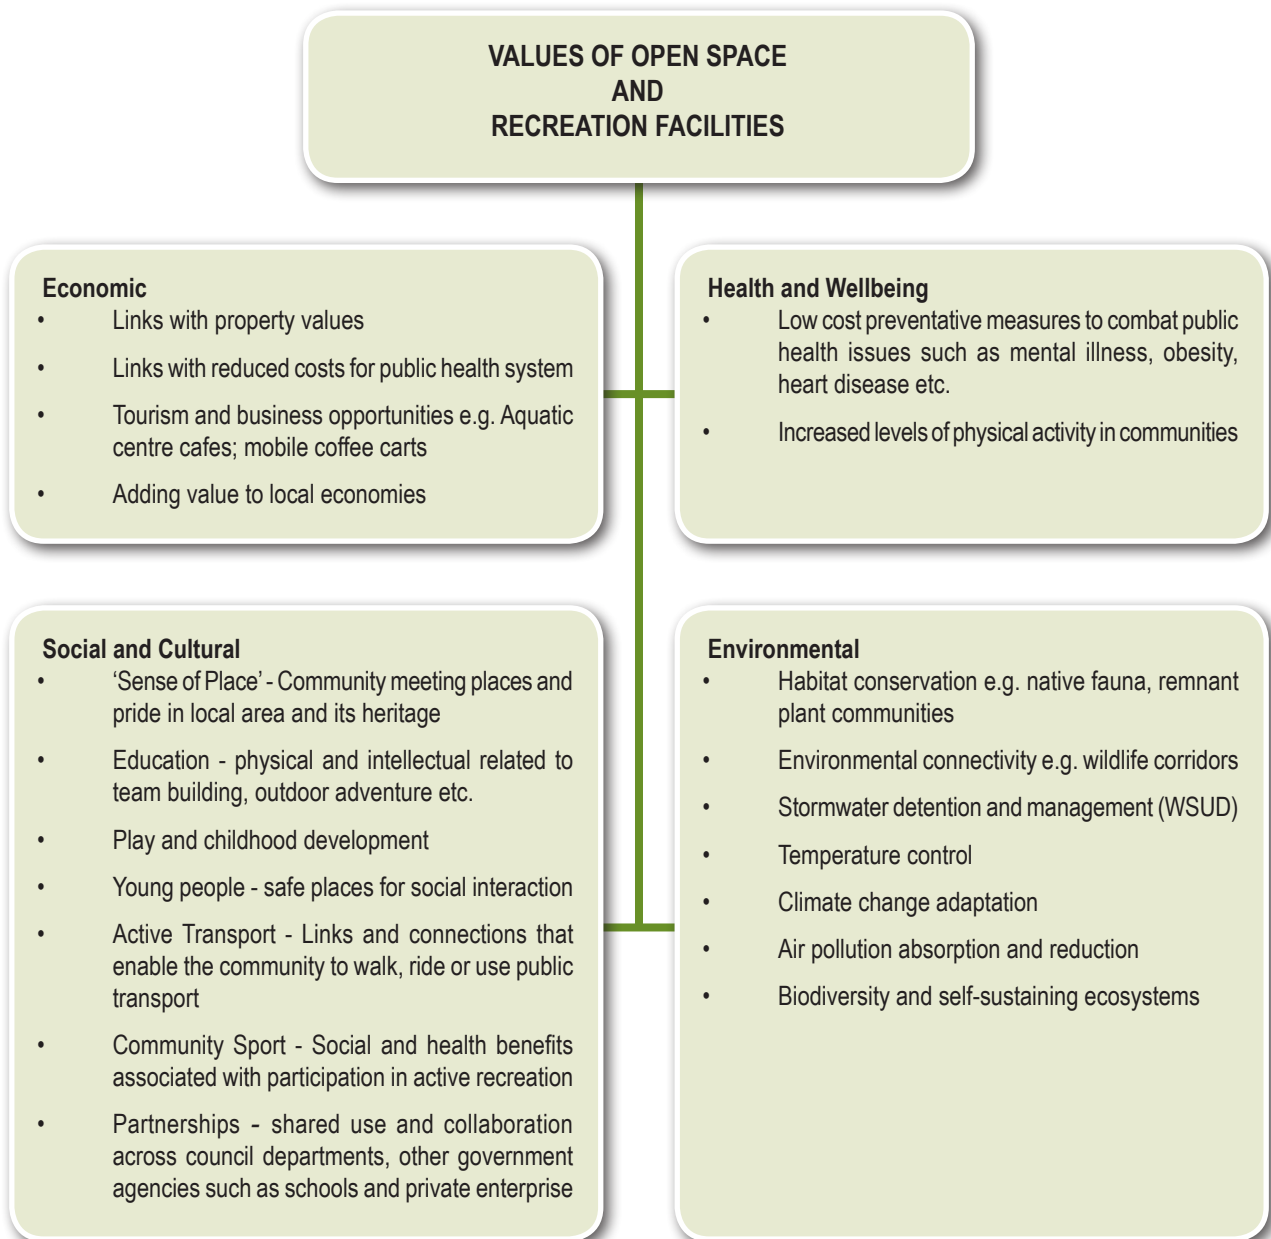 VALUES OF OPEN SPACE
AND
RECREATION FACILITIES
Economic
• Links with property values
• Links with reduced costs for public health system
• Tourism and business opportunities e.g. Aquatic
centre cafes; mobile coffee carts
• Adding value to local economies
Health and Wellbeing
• Low cost preventative measures to combat public
health issues such as mental illness, obesity,
heart disease etc.
• Increased levels of physical activity in communities
Social and Cultural
• ‘Sense of Place’ - Community meeting places and
pride in local area and its heritage
• Education - physical and intellectual related to
team building, outdoor adventure etc.
• Play and childhood development
• Young people - safe places for social interaction
• Active Transport - Links and connections that
enable the community to walk, ride or use public
transport
• Community Sport - Social and health benefits
associated with participation in active recreation
• Partnerships - shared use and collaboration
across council departments, other government
agencies such as schools and private enterprise
Environmental
• Habitat conservation e.g. native fauna, remnant
plant communities
• Environmental connectivity e.g. wildlife corridors
• Stormwater detention and management (WSUD)
• Temperature control
• Climate change adaptation
• Air pollution absorption and reduction
• Biodiversity and self-sustaining ecosystems